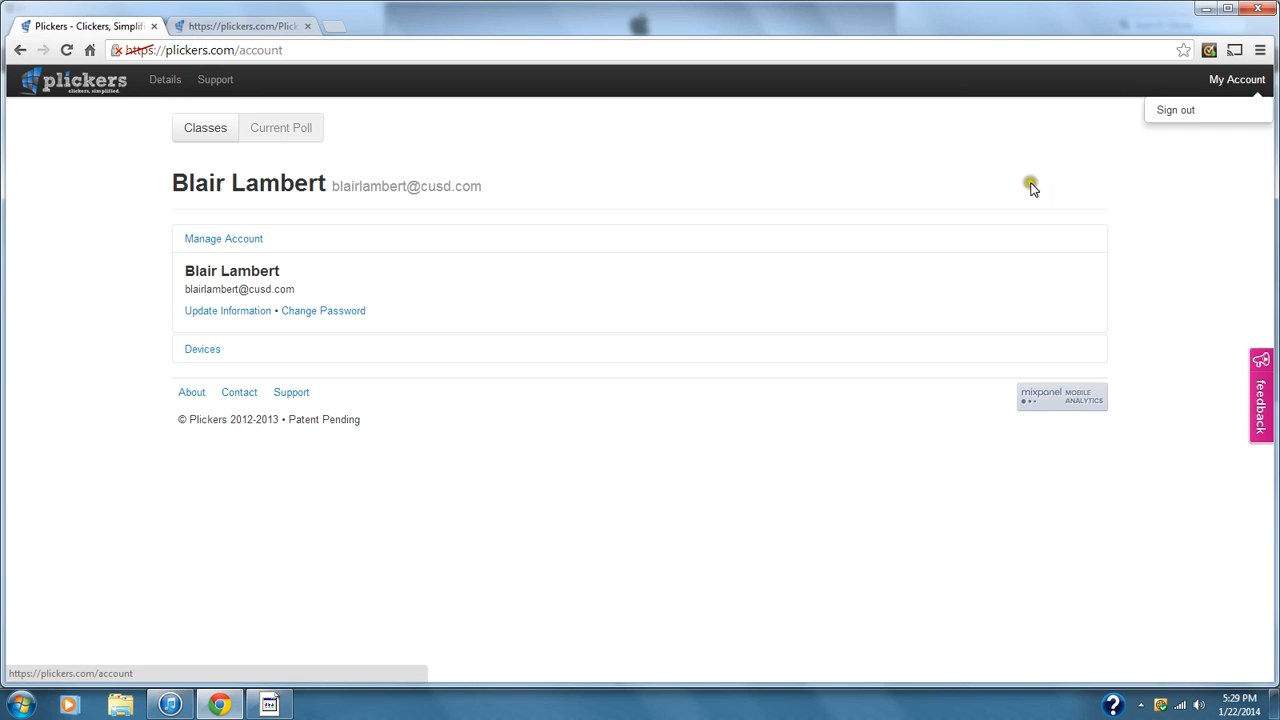 Plickers - Clickers, Simplifi
https://plickers.com/Plick
https://plickers.com/account
plickers
clickers, simplified.
Details
Support
My Account
Sign out
Classes
Current Poll
Blair Lambert blairlambert@cusd.com
Manage Account
Blair Lambert
blairlambert@cusd.com
Update Information • Change Password
Devices
About
Contact
Support
mixpanel MOBILE
ANALYTICS
© Plickers 2012-2013 • Patent Pending
feedback
https://plickers.com/account
5:29 PM
1/22/2014